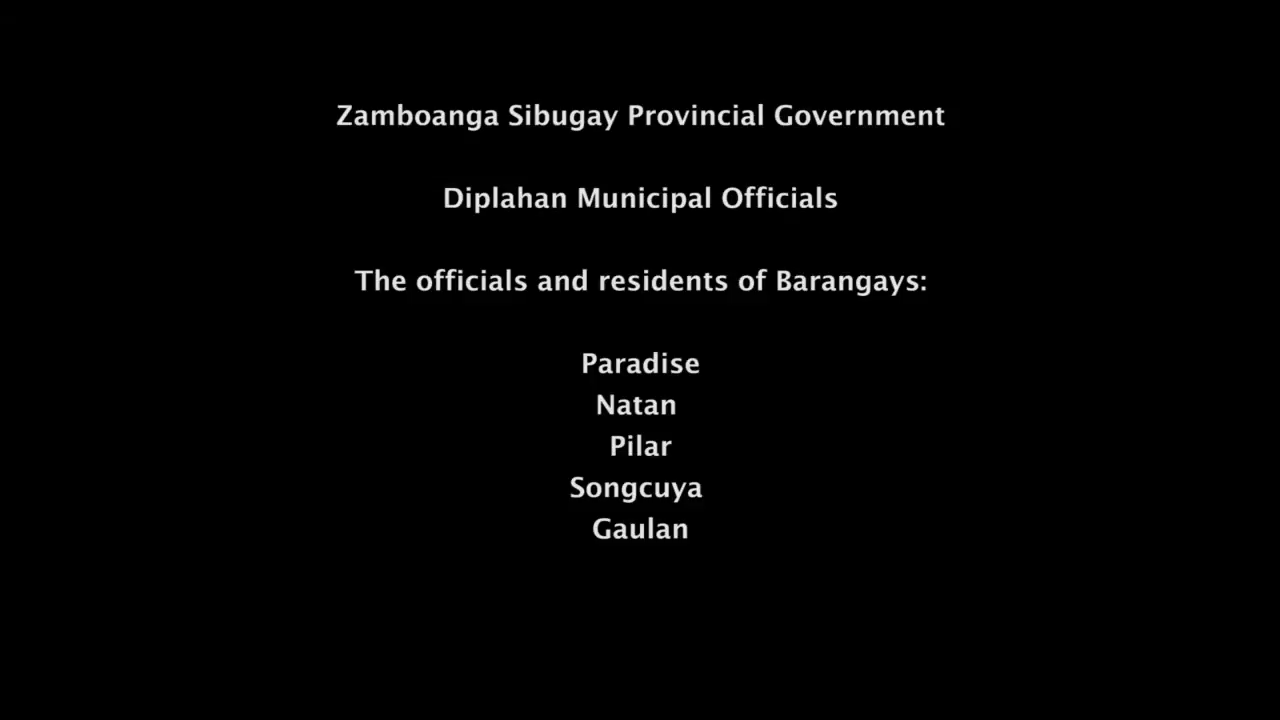 Zamboanga Sibugay Provincial Government
Diplahan Municipal Officials
The officials and residents of Barangays:
Paradise
Natan
Pilar
Songcuya
Gaulan